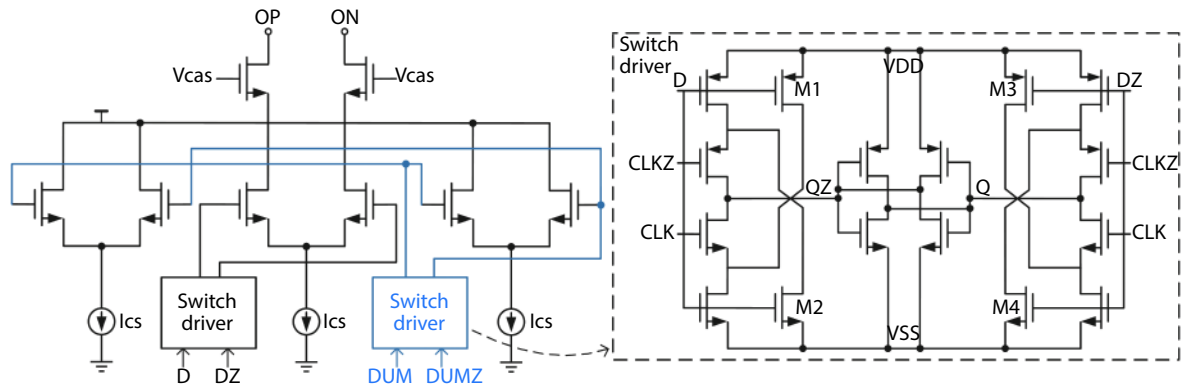 OP
ON
Vcas
Vcas
Ics
Ics
Ics
Switch
driver
Switch
driver
D
DZ
DUM
DUMZ
Switch
driver
D
M1
VDD
M3
DZ
CLKZ
CLKZ
QZ
Q
CLK
CLK
M2
M4
VSS